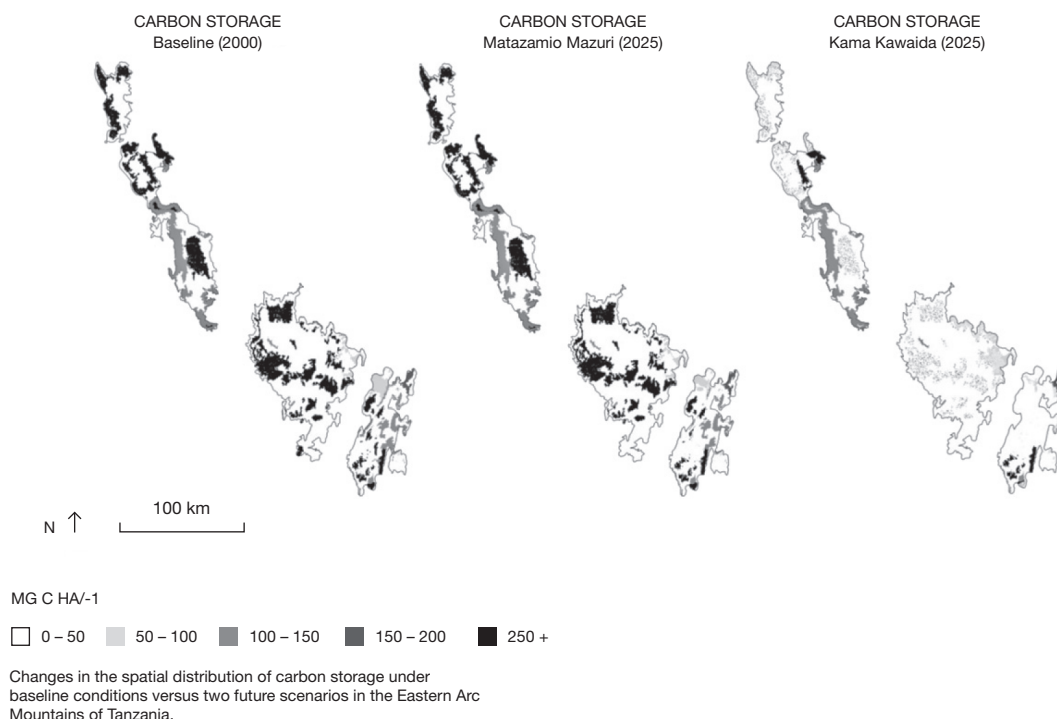 CARBON STORAGE
Baseline (2000)
CARBON STORAGE
Matazamio Mazuri (2025)
CARBON STORAGE
Kama Kawaida (2025)
N
100 km
MG C HA/-1
0 – 50
50 – 100
100 – 150
150 – 200
250 +
Changes in the spatial distribution of carbon storage under
baseline conditions versus two future scenarios in the Eastern Arc
Mountains of Tanzania.